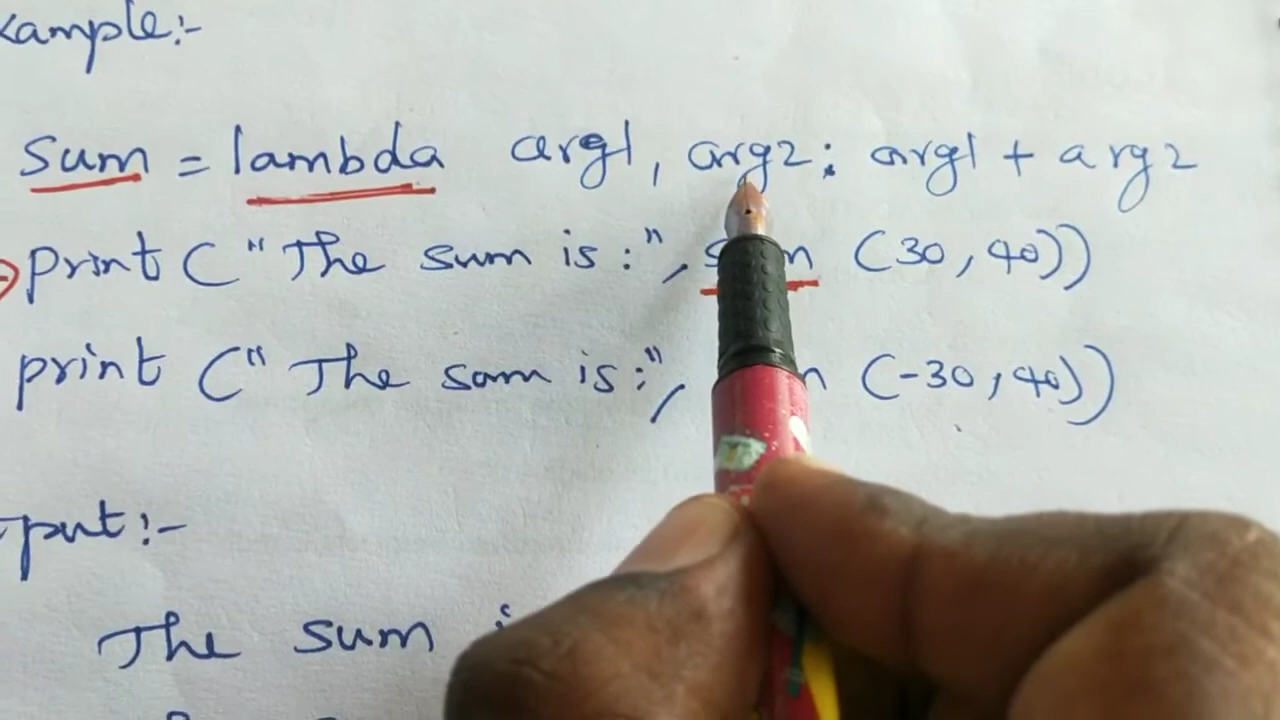 xample:-
sum = lambda arg1, arg2: arg1 + arg2
print ("The sum is:", sum (30, 40))
print ("The sum is:", (-30, 40))
put:-
The sum